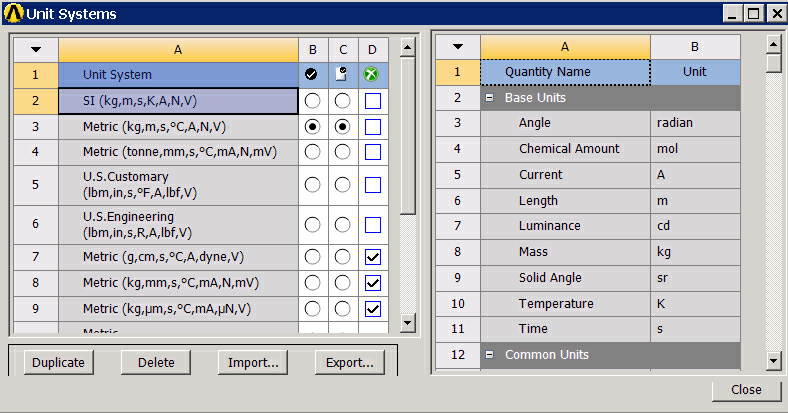 Unit Systems
A B C D
1 Unit System
2 SI (kg,m,s,K,A,N,V)
3 Metric (kg,m,s,°C,A,N,V)
4 Metric (tonne,mm,s,°C,mA,N,mV)
5 U.S.Customary
(lbm,in,s,°F,A,lbf,V)
6 U.S.Engineering
(lbm,in,s,R,A,lbf,V)
7 Metric (g,cm,s,°C,A,dyne,V)
8 Metric (kg,mm,s,°C,mA,N,mV)
9 Metric (kg,µm,s,°C,mA,µN,V)
Metric
Duplicate Delete Import... Export...
A B
1 Quantity Name Unit
2 Base Units
3 Angle radian
4 Chemical Amount mol
5 Current A
6 Length m
7 Luminance cd
8 Mass kg
9 Solid Angle sr
10 Temperature K
11 Time s
12 Common Units
Close